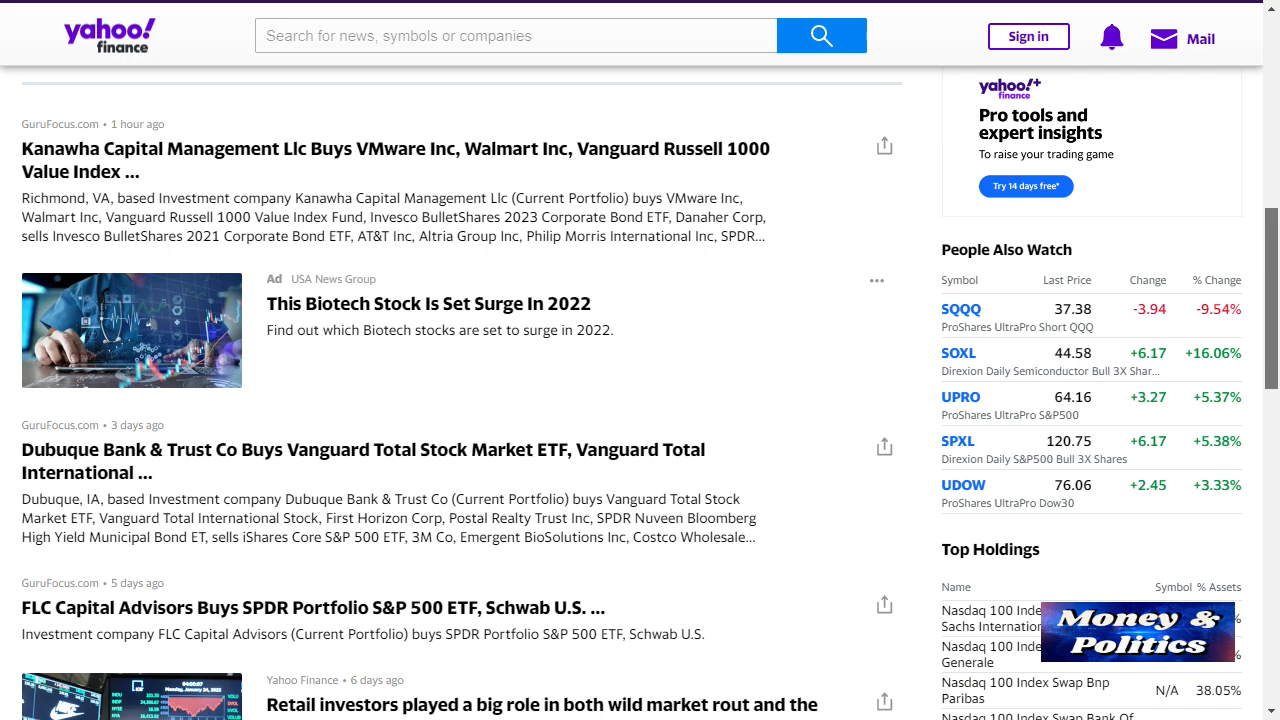 yahoo!
finance
Search for news, symbols or companies
Sign in
Mail
GuruFocus.com • 1 hour ago
Kanawha Capital Management Llc Buys VMware Inc, Walmart Inc, Vanguard Russell 1000
Value Index ...
Richmond, VA, based Investment company Kanawha Capital Management Llc (Current Portfolio) buys VMware Inc,
Walmart Inc, Vanguard Russell 1000 Value Index Fund, Invesco BulletShares 2023 Corporate Bond ETF, Danaher Corp,
sells Invesco BulletShares 2021 Corporate Bond ETF, AT&T Inc, Altria Group Inc, Philip Morris International Inc, SPDR...
Ad USA News Group
This Biotech Stock Is Set Surge In 2022
Find out which Biotech stocks are set to surge in 2022.
GuruFocus.com • 3 days ago
Dubuque Bank & Trust Co Buys Vanguard Total Stock Market ETF, Vanguard Total
International ...
Dubuque, IA, based Investment company Dubuque Bank & Trust Co (Current Portfolio) buys Vanguard Total Stock
Market ETF, Vanguard Total International Stock, First Horizon Corp, Postal Realty Trust Inc, SPDR Nuveen Bloomberg
High Yield Municipal Bond ET, sells iShares Core S&P 500 ETF, 3M Co, Emergent BioSolutions Inc, Costco Wholesale...
GuruFocus.com • 5 days ago
FLC Capital Advisors Buys SPDR Portfolio S&P 500 ETF, Schwab U.S. ...
Investment company FLC Capital Advisors (Current Portfolio) buys SPDR Portfolio S&P 500 ETF, Schwab U.S.
Yahoo Finance • 6 days ago
Retail investors played a big role in both wild market rout and the
yahoo!+
finance
Pro tools and
expert insights
To raise your trading game
Try 14 days free*
People Also Watch
Symbol Last Price Change % Change
SQQQ 37.38 -3.94 -9.54%
ProShares UltraPro Short QQQ
SOXL 44.58 +6.17 +16.06%
Direxion Daily Semiconductor Bull 3X Shar...
UPRO 64.16 +3.27 +5.37%
ProShares UltraPro S&P500
SPXL 120.75 +6.17 +5.38%
Direxion Daily S&P500 Bull 3X Shares
UDOW 76.06 +2.45 +3.33%
ProShares UltraPro Dow30
Top Holdings
Name Symbol % Assets
Nasdaq 100 Inde
Sachs Internation
Nasdaq 100 Inde
Generale
Nasdaq 100 Index Swap Bnp
Paribas N/A 38.05%
Nasdaq 100 Index Swap Bank Of
Money &
Politics